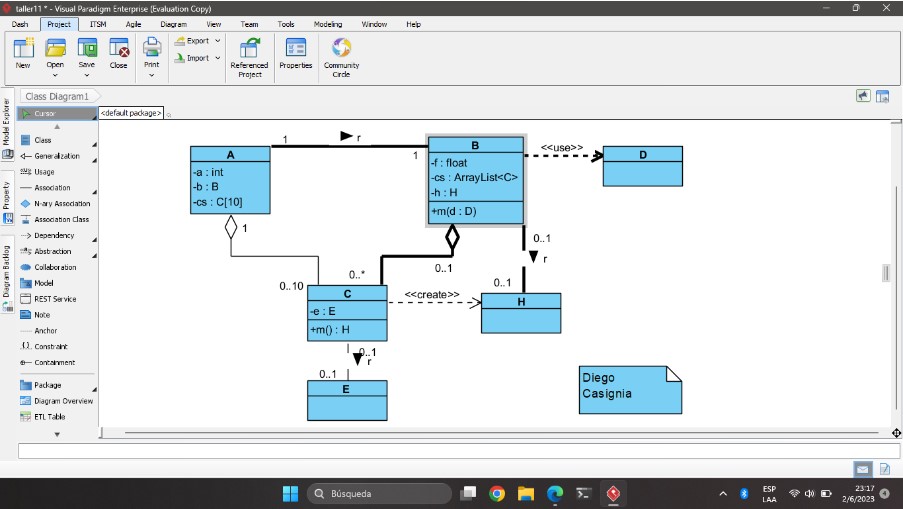 taller11 * - Visual Paradigm Enterprise (Evaluation Copy)
Dash Project ITSM Agile Diagram View Team Tools Modeling Window Help
New Open Save Close Print Export Import Referenced Project Properties Community Circle
Class Diagram1
Model Explorer
Property
Diagram Backlog
Cursor
Class
Generalization
Usage
Association
N-ary Association
Association Class
Dependency
Abstraction
Collaboration
Model
REST Service
Note
Anchor
Constraint
Containment
Package
Diagram Overview
ETL Table
<default package>
1 r 1
A
-a : int
-b : B
-cs : C[10]
B
-f : float
-cs : ArrayList<C>
-h : H
+m(d : D)
<<use>>
D
1
0..10
0..*
0..1
0..1
r
0..1
C
-e : E
+m() : H
<<create>>
H
0..1
r
0..1
E
Diego
Casignia
Búsqueda
ESP
LAA
23:17
2/6/2023
4